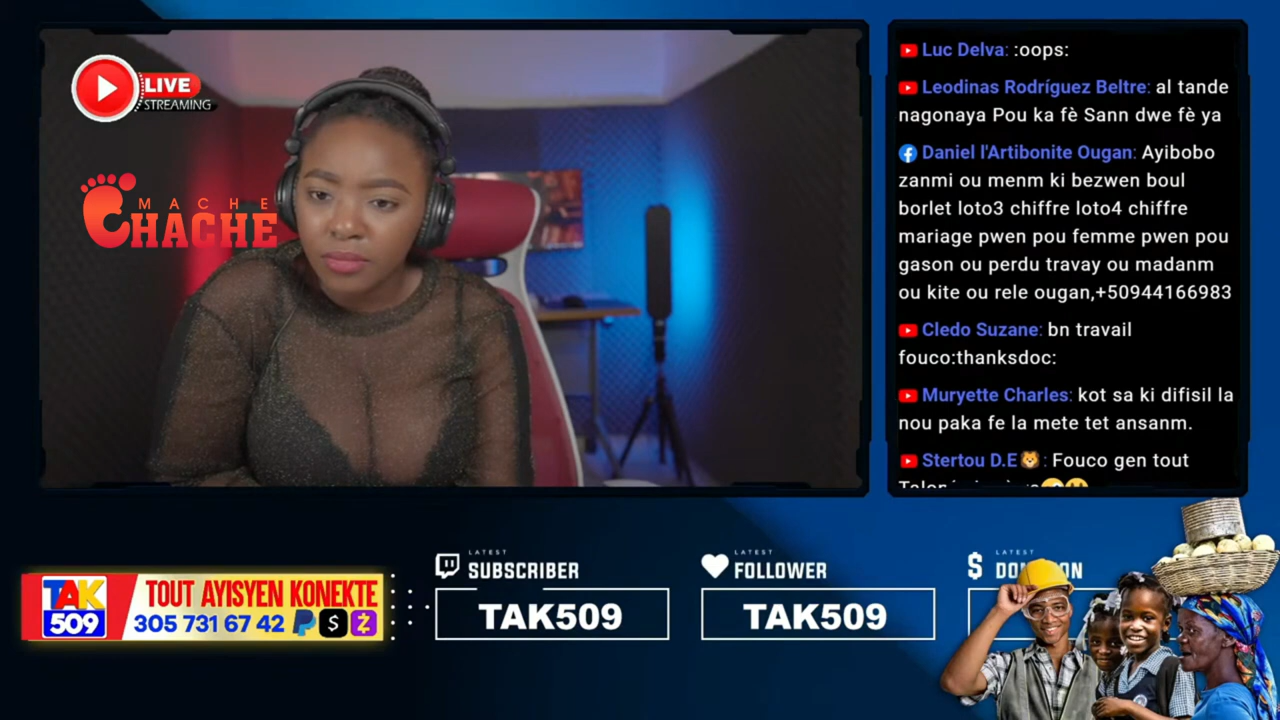 LIVE
STREAMING
MACHE
CHACHE
Luc Delva: :oops:
Leodinas Rodríguez Beltre: al tande
nagonaya Pou ka fè Sann dwe fè ya
Daniel l'Artibonite Ougan: Ayibobo
zanmi ou menm ki bezwen boul
borlet loto3 chiffre loto4 chiffre
mariage pwen pou femme pwen pou
gason ou perdu travay ou madanm
ou kite ou rele ougan,+50944166983
Cledo Suzane: bn travail
fouco:thanksdoc:
Muryette Charles: kot sa ki difisil la
nou paka fe la mete tet ansanm.
Stertou D.E🦁: Fouco gen tout
TAK
509
TOUT AYISYEN KONEKTE
305 731 67 42
LATEST
SUBSCRIBER
TAK509
LATEST
FOLLOWER
TAK509
$ LATEST